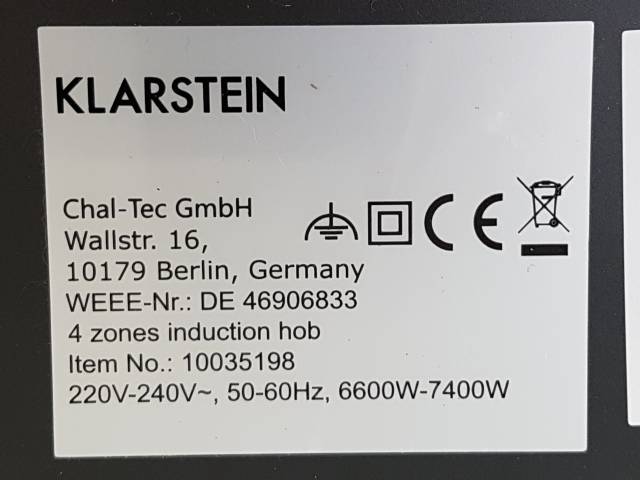 KLARSTEIN
Chal-Tec GmbH
Wallstr. 16,
10179 Berlin, Germany
WEEE-Nr.: DE 46906833
4 zones induction hob
Item No.: 10035198
220V-240V~, 50-60Hz, 6600W-7400W
CE